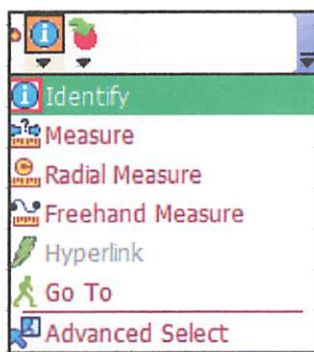 Identify
Measure
Radial Measure
Freehand Measure
Hyperlink
Go To
Advanced Select